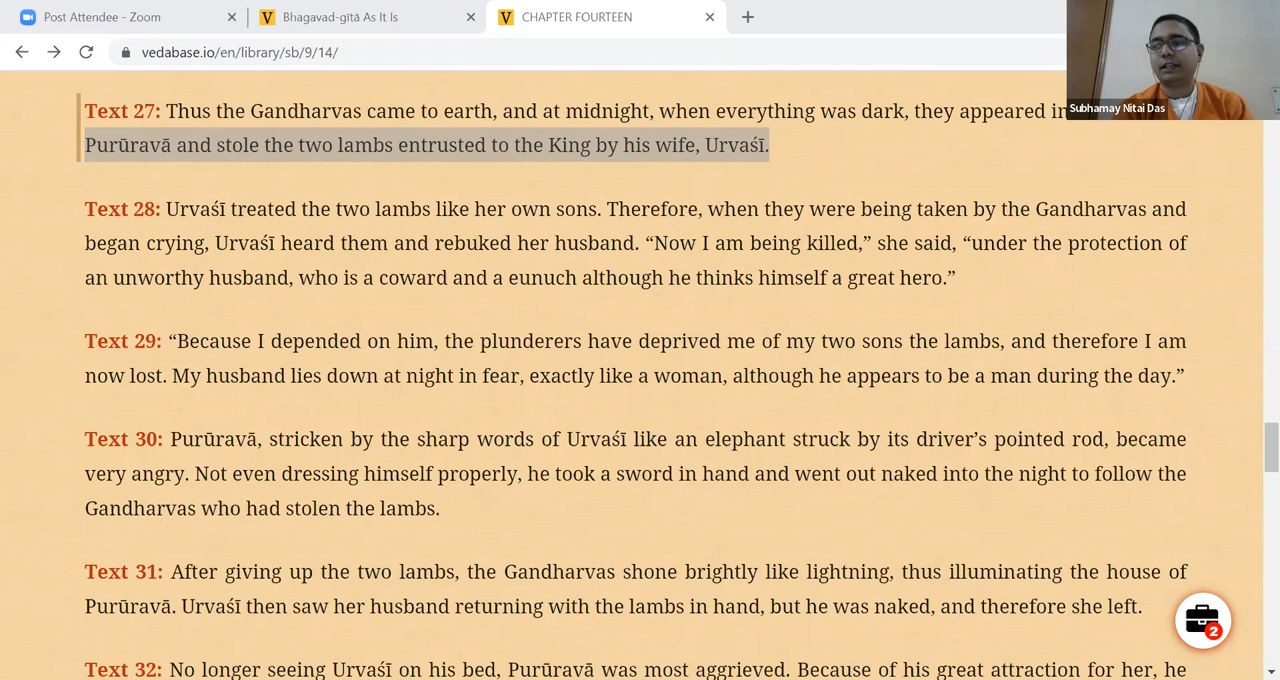 Post Attendee - Zoom
Bhagavad-gītā As It Is
CHAPTER FOURTEEN
vedabase.io/en/library/sb/9/14/
Subhamay Nitai Das
Text 27: Thus the Gandharvas came to earth, and at midnight, when everything was dark, they appeared in
Purūravā and stole the two lambs entrusted to the King by his wife, Urvaśī.
Text 28: Urvaśī treated the two lambs like her own sons. Therefore, when they were being taken by the Gandharvas and
began crying, Urvaśī heard them and rebuked her husband. “Now I am being killed,” she said, “under the protection of
an unworthy husband, who is a coward and a eunuch although he thinks himself a great hero.”
Text 29: “Because I depended on him, the plunderers have deprived me of my two sons the lambs, and therefore I am
now lost. My husband lies down at night in fear, exactly like a woman, although he appears to be a man during the day.”
Text 30: Purūravā, stricken by the sharp words of Urvaśī like an elephant struck by its driver’s pointed rod, became
very angry. Not even dressing himself properly, he took a sword in hand and went out naked into the night to follow the
Gandharvas who had stolen the lambs.
Text 31: After giving up the two lambs, the Gandharvas shone brightly like lightning, thus illuminating the house of
Purūravā. Urvaśī then saw her husband returning with the lambs in hand, but he was naked, and therefore she left.
2
Text 32: No longer seeing Urvaśī on his bed, Purūravā was most aggrieved. Because of his great attraction for her, he